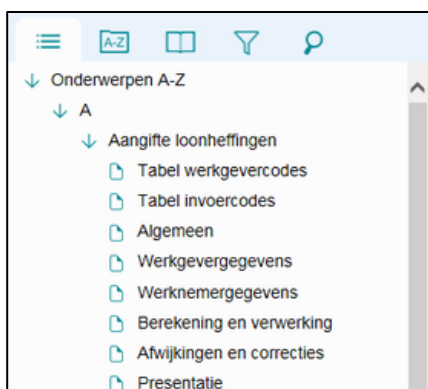 A-Z
Onderwerpen A-Z
A
Aangifte loonheffingen
Tabel werkgevercodes
Tabel invoercodes
Algemeen
Werkgevergegevens
Werknemergegevens
Berekening en verwerking
Afwijkingen en correcties
Presentatie